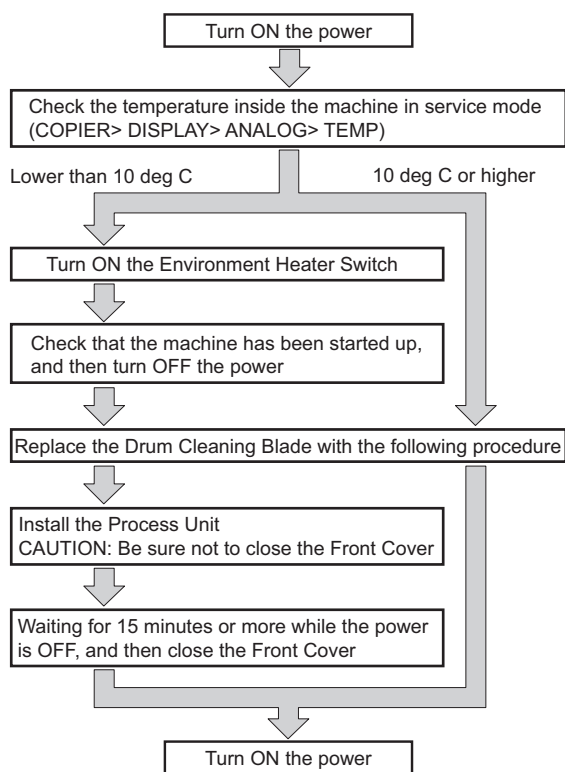 Turn ON the power
Check the temperature inside the machine in service mode
(COPIER> DISPLAY> ANALOG> TEMP)
Lower than 10 deg C
10 deg C or higher
Turn ON the Environment Heater Switch
Check that the machine has been started up,
and then turn OFF the power
Replace the Drum Cleaning Blade with the following procedure
Install the Process Unit
CAUTION: Be sure not to close the Front Cover
Waiting for 15 minutes or more while the power
is OFF, and then close the Front Cover
Turn ON the power